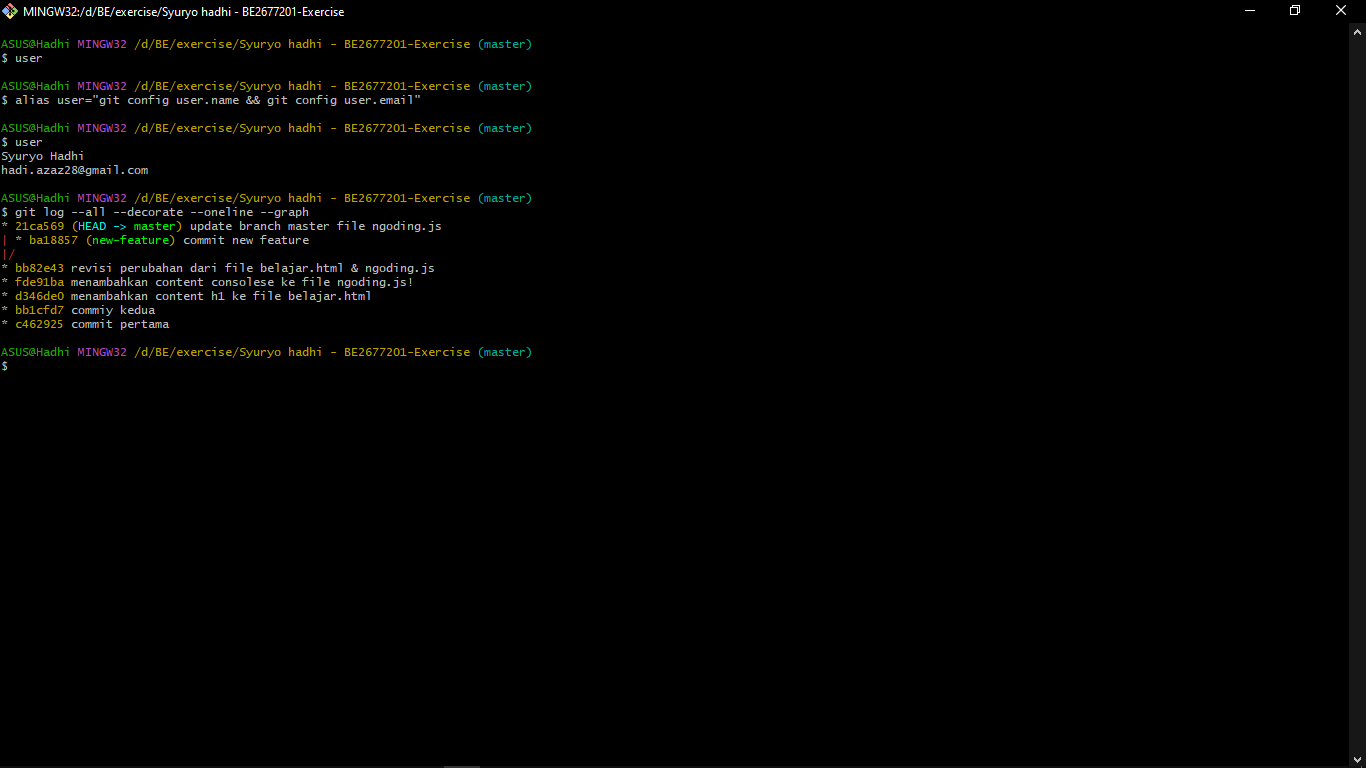 MINGW32:/d/BE/exercise/Syuryo hadhi - BE2677201-Exercise
ASUS@Hadhi MINGW32 /d/BE/exercise/Syuryo hadhi - BE2677201-Exercise (master)
$ user
ASUS@Hadhi MINGW32 /d/BE/exercise/Syuryo hadhi - BE2677201-Exercise (master)
$ alias user="git config user.name && git config user.email"
ASUS@Hadhi MINGW32 /d/BE/exercise/Syuryo hadhi - BE2677201-Exercise (master)
$ user
Syuryo Hadhi
hadi.azaz28@gmail.com
ASUS@Hadhi MINGW32 /d/BE/exercise/Syuryo hadhi - BE2677201-Exercise (master)
$ git log --all --decorate --oneline --graph
* 21ca569 (HEAD -> master) update branch master file ngoding.js
| * ba18857 (new-feature) commit new feature
|/
* bb82e43 revisi perubahan dari file belajar.html & ngoding.js
* fde91ba menambahkan content consolese ke file ngoding.js!
* d346de0 menambahkan content h1 ke file belajar.html
* bb1cfd7 commiy kedua
* c462925 commit pertama
ASUS@Hadhi MINGW32 /d/BE/exercise/Syuryo hadhi - BE2677201-Exercise (master)
$